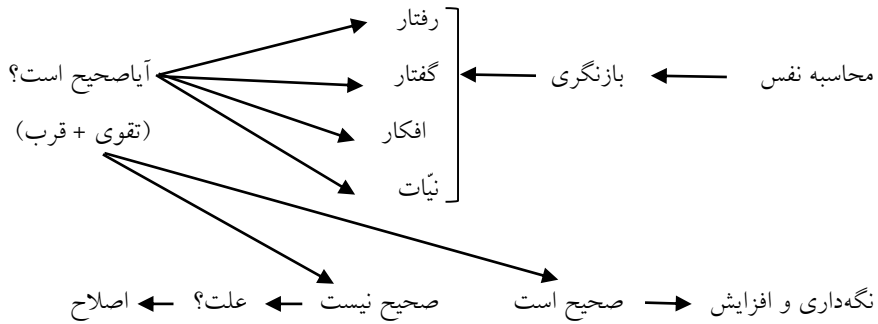 رفتار
محاسبه نفس بازنگری گفتار آیاصحیح است؟
افکار (تقوی + قرب)
نیّات
نگه‌داری و افزایش صحیح است صحیح نیست علت؟ اصلاح